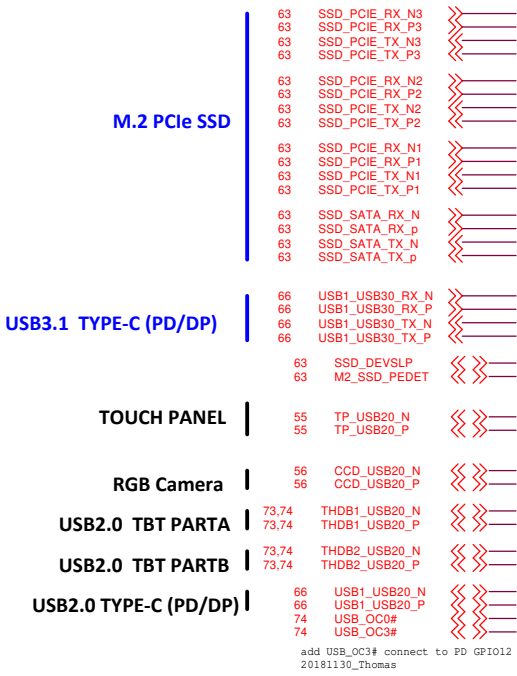 63 SSD_PCIE_RX_N3
63 SSD_PCIE_RX_P3
63 SSD_PCIE_TX_N3
63 SSD_PCIE_TX_P3
63 SSD_PCIE_RX_N2
63 SSD_PCIE_RX_P2
63 SSD_PCIE_TX_N2
63 SSD_PCIE_TX_P2
M.2 PCIe SSD
63 SSD_PCIE_RX_N1
63 SSD_PCIE_RX_P1
63 SSD_PCIE_TX_N1
63 SSD_PCIE_TX_P1
63 SSD_SATA_RX_N
63 SSD_SATA_RX_p
63 SSD_SATA_TX_N
63 SSD_SATA_TX_p
USB3.1 TYPE-C (PD/DP)
66 USB1_USB30_RX_N
66 USB1_USB30_RX_P
66 USB1_USB30_TX_N
66 USB1_USB30_TX_P
63 SSD_DEVSLP
63 M2_SSD_PEDET
TOUCH PANEL
55 TP_USB20_N
55 TP_USB20_P
RGB Camera
56 CCD_USB20_N
56 CCD_USB20_P
USB2.0 TBT PARTA
73,74 THDB1_USB20_N
73,74 THDB1_USB20_P
USB2.0 TBT PARTB
73,74 THDB2_USB20_N
73,74 THDB2_USB20_P
USB2.0 TYPE-C (PD/DP)
66 USB1_USB20_N
66 USB1_USB20_P
74 USB_OC0#
74 USB_OC3#
add USB_OC3# connect to PD GPIO12
20181130_Thomas